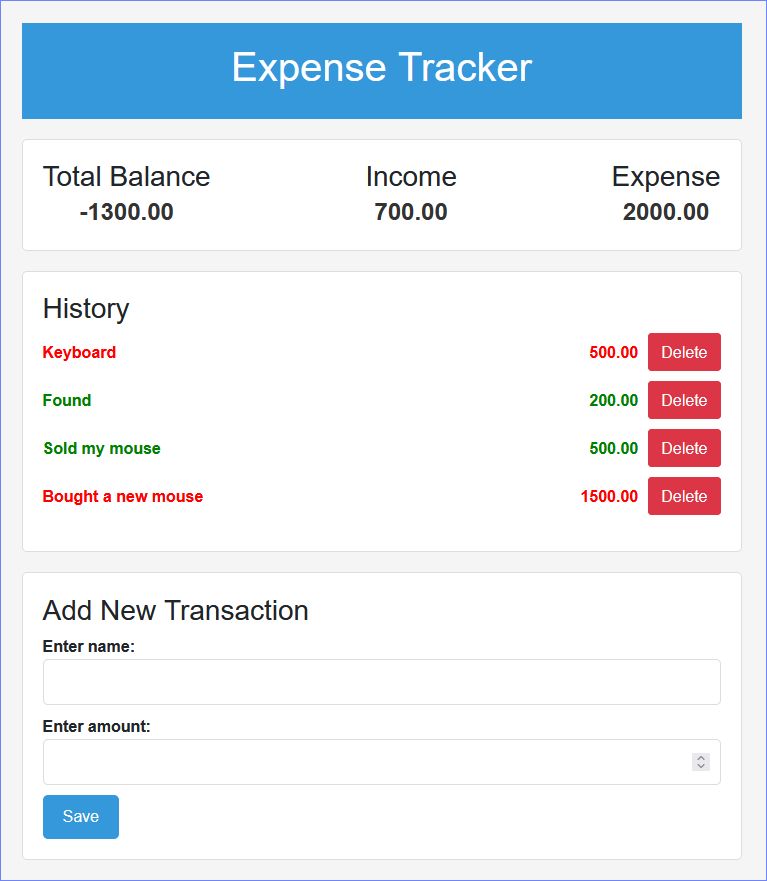 Expense Tracker
Total Balance Income Expense
-1300.00 700.00 2000.00
History
Keyboard 500.00 Delete
Found 200.00 Delete
Sold my mouse 500.00 Delete
Bought a new mouse 1500.00 Delete
Add New Transaction
Enter name:
Enter amount:
Save